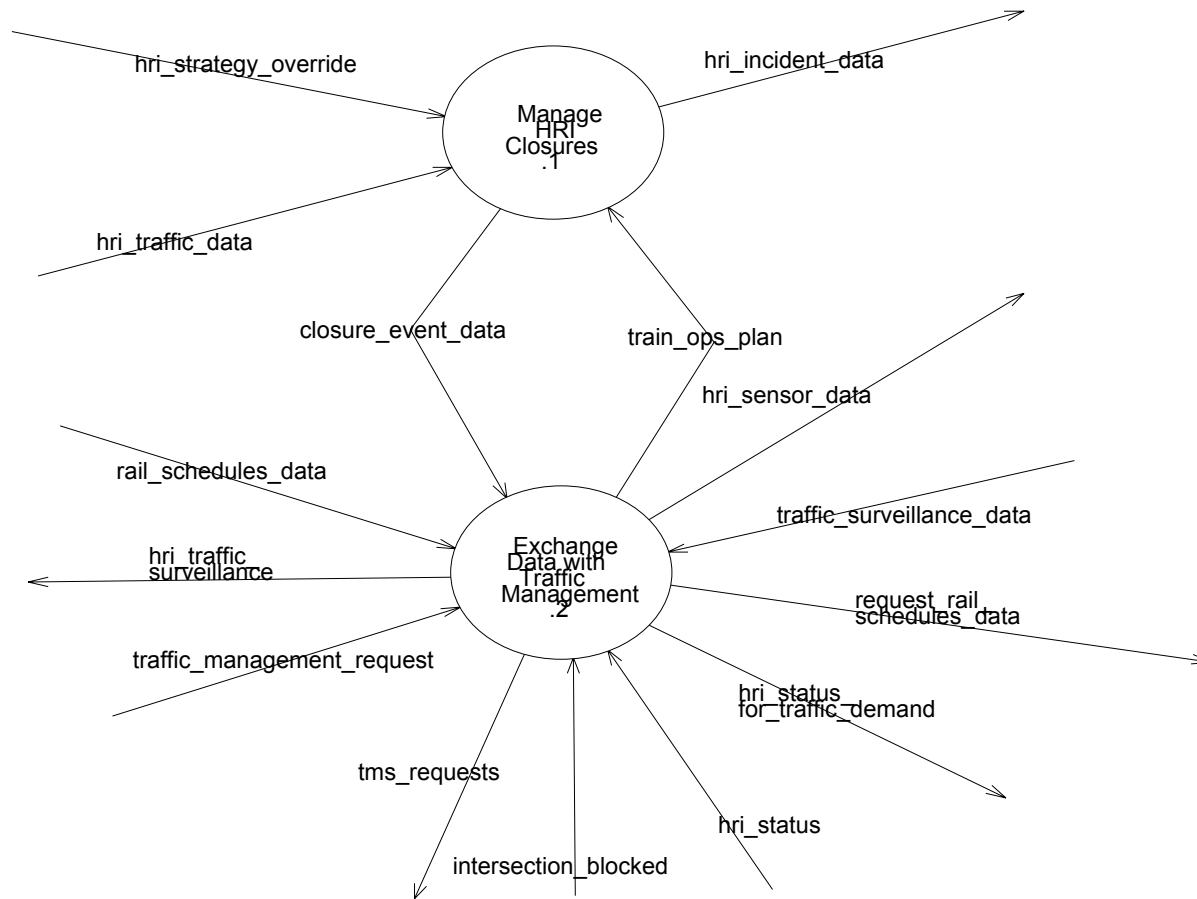 hri_strategy_override
hri_incident_data
Manage
HRI
Closures
.1
hri_traffic_data
closure_event_data
train_ops_plan
hri_sensor_data
rail_schedules_data
traffic_surveillance_data
Exchange
Data with
Traffic
Management
.2
hri_traffic_
surveillance
request_rail_
schedules_data
traffic_management_request
hri_status_
for_traffic_demand
tms_requests
hri_status
intersection_blocked